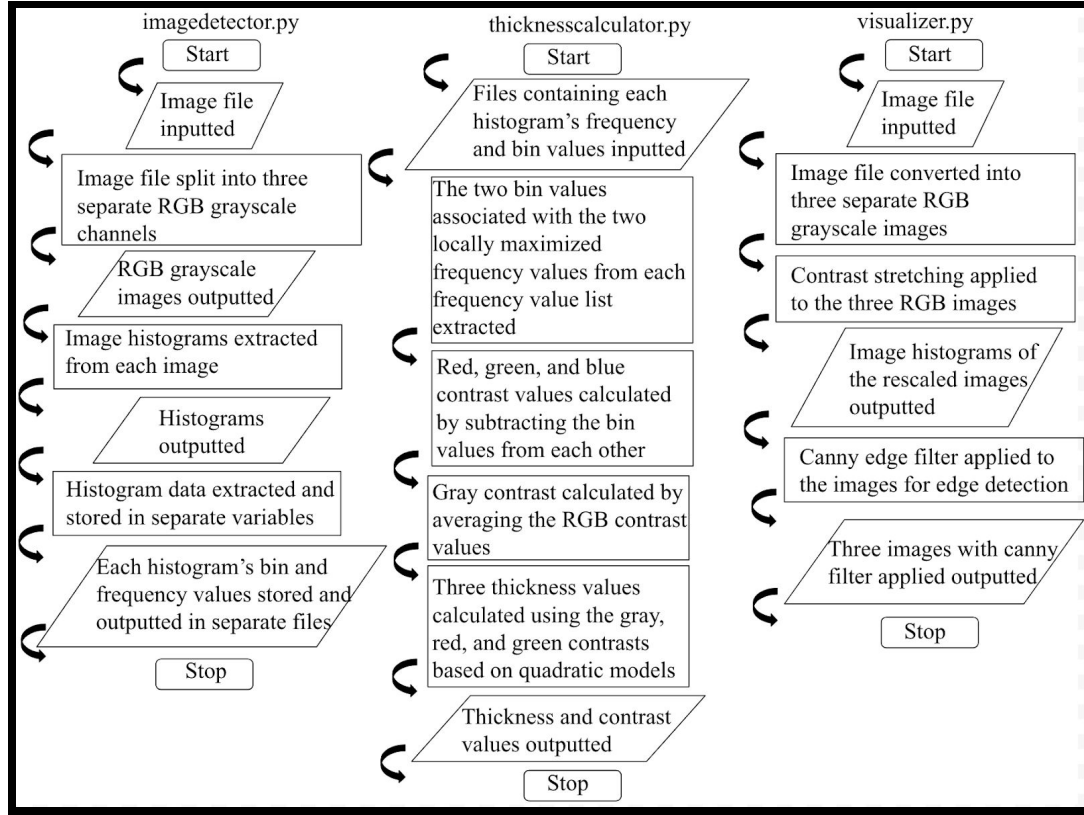 imagedetector.py
Start
Image file
inputted
Image file split into three
separate RGB grayscale
channels
RGB grayscale
images outputted
Image histograms extracted
from each image
Histograms
outputted
Histogram data extracted and
stored in separate variables
Each histogram's bin and
frequency values stored and
outputted in separate files
Stop
thicknesscalculator.py
Start
Files containing each
histogram's frequency
and bin values inputted
The two bin values
associated with the two
locally maximized
frequency values from each
frequency value list
extracted
Red, green, and blue
contrast values calculated
by subtracting the bin
values from each other
Gray contrast calculated by
averaging the RGB contrast
values
Three thickness values
calculated using the gray,
red, and green contrasts
based on quadratic models
Thickness and contrast
values outputted
Stop
visualizer.py
Start
Image file
inputted
Image file converted into
three separate RGB
grayscale images
Contrast stretching applied
to the three RGB images
Image histograms of
the rescaled images
outputted
Canny edge filter applied to
the images for edge detection
Three images with canny
filter applied outputted
Stop